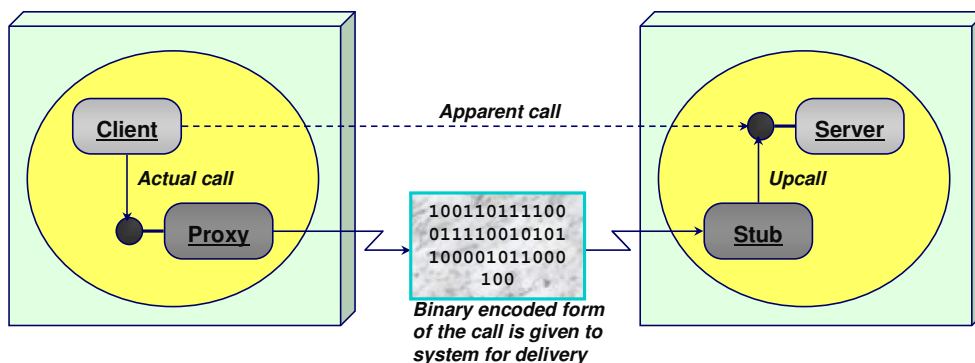 Apparent call
Client
Server
Actual call
Upcall
Proxy
Stub
100110111100
011110010101
100001011000
100
Binary encoded form
of the call is given to
system for delivery